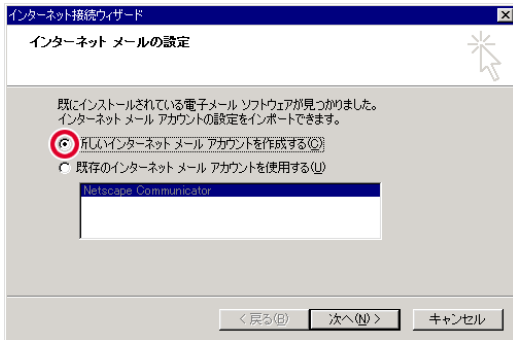 インターネット接続ウィザード
インターネット メールの設定
既にインストールされている電子メール ソフトウェアが見つかりました。
インターネット メール アカウントの設定をインポートできます。
新しいインターネット メール アカウントを作成する(C)
既存のインターネット メール アカウントを使用する(U)
Netscape Communicator
< 戻る(B)
次へ(N) >
キャンセル